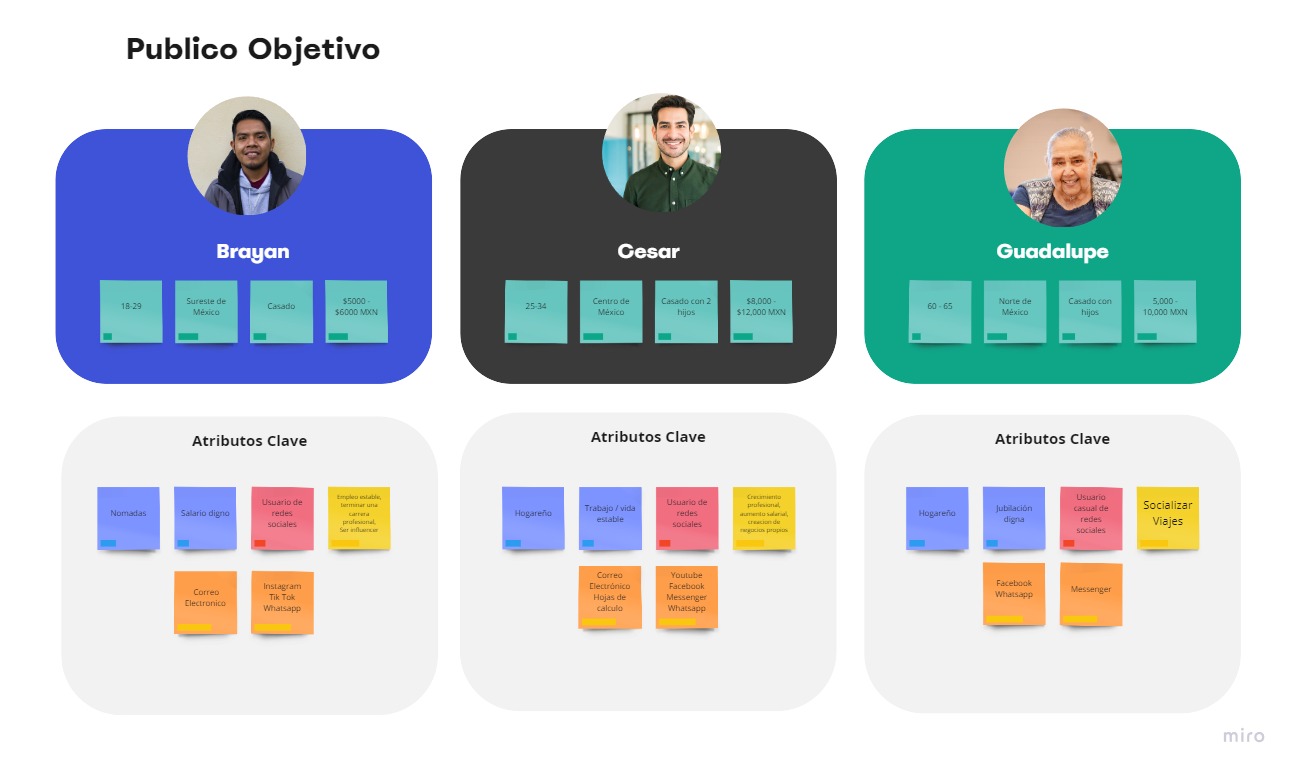 Publico Objetivo
Brayan
18-29
Sureste de
México
Casado
$5000 -
$6000 MXN
Atributos Clave
Nomadas
Salario digno
Usuario de
redes
sociales
Empleo estable,
terminar una
carrera
profesional,
Ser influencer
Correo
Electronico
Instagram
Tik Tok
Whatsapp
Cesar
25-34
Centro de
México
Casado con 2
hijos
$8,000 -
$12,000 MXN
Atributos Clave
Hogareño
Trabajo / vida
estable
Usuario de
redes
sociales
Crecimiento
profesional,
aumento salarial,
creacion de
negocios propios
Correo
Electrónico
Hojas de
calculo
Youtube
Facebook
Messenger
Whatsapp
Guadalupe
60 - 65
Norte de
México
Casado con
hijos
5,000 -
10,000 MXN
Atributos Clave
Hogareño
Jubilación
digna
Usuario
casual de
redes
sociales
Socializar
Viajes
Facebook
Whatsapp
Messenger
miro